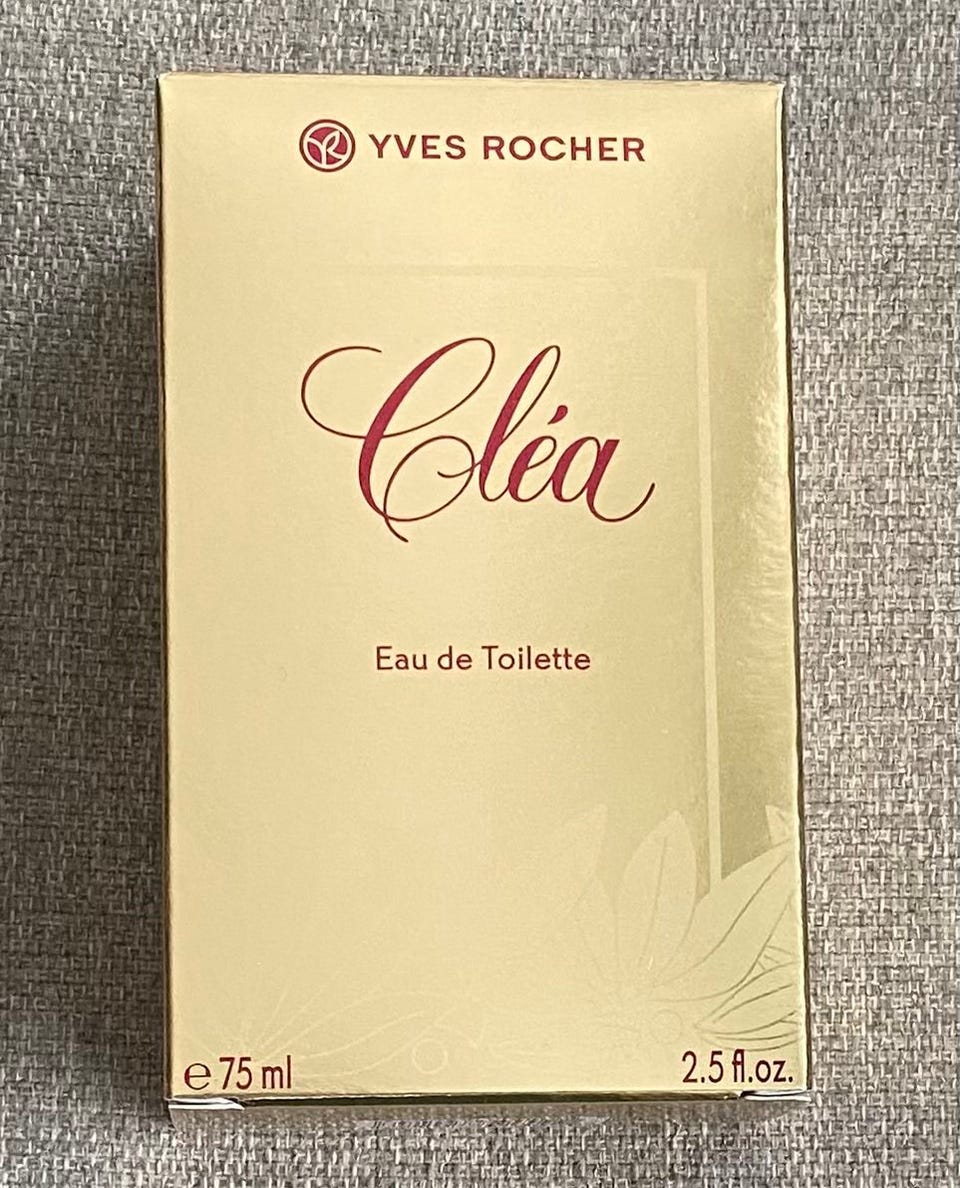 YVES ROCHER
Cléa
Eau de Toilette
℮ 75 ml
2.5 fl.oz.